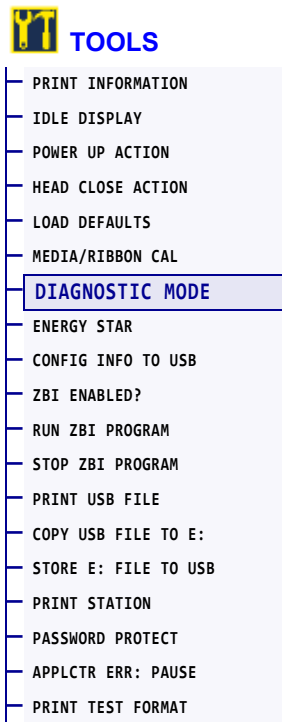 TOOLS
PRINT INFORMATION
IDLE DISPLAY
POWER UP ACTION
HEAD CLOSE ACTION
LOAD DEFAULTS
MEDIA/RIBBON CAL
DIAGNOSTIC MODE
ENERGY STAR
CONFIG INFO TO USB
ZBI ENABLED?
RUN ZBI PROGRAM
STOP ZBI PROGRAM
PRINT USB FILE
COPY USB FILE TO E:
STORE E: FILE TO USB
PRINT STATION
PASSWORD PROTECT
APPLCTR ERR: PAUSE
PRINT TEST FORMAT